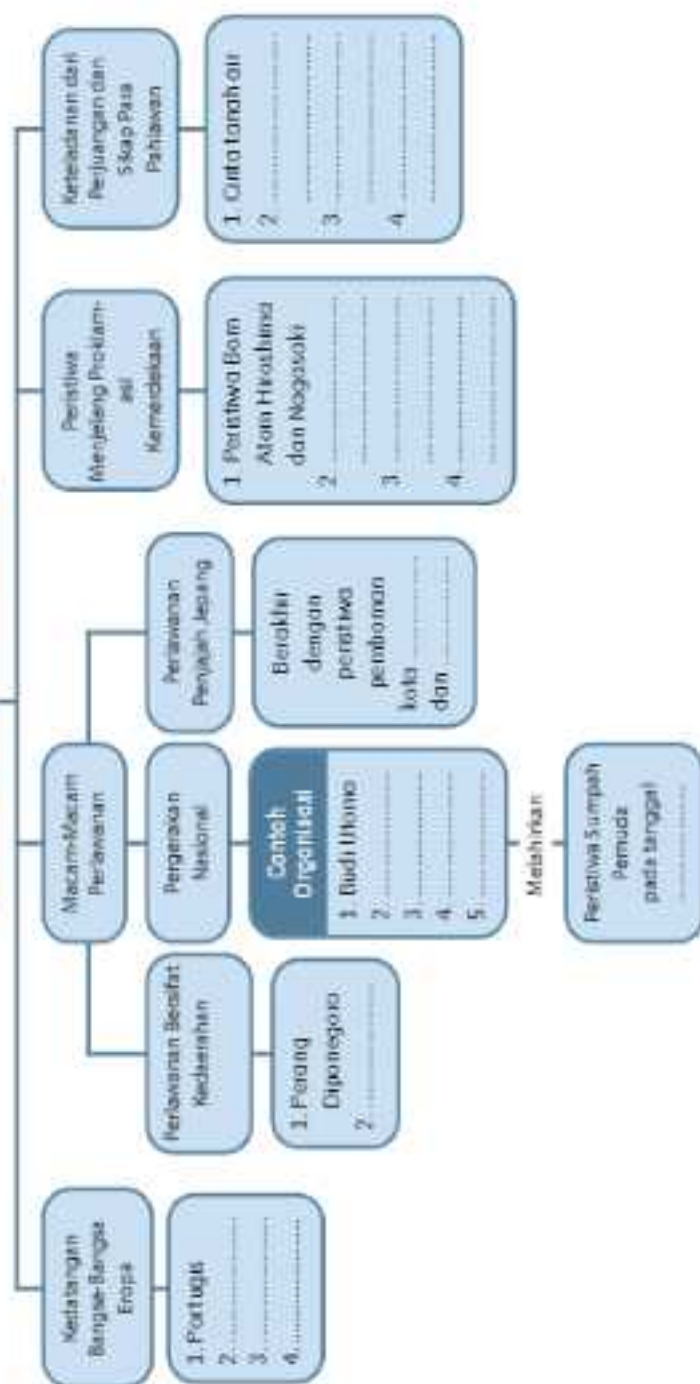 Kedatangan
Bangsa-Bangsa
Eropa
1. Portugis
2. ....................
3. ....................
4. ....................
Macam-Macam
Perlawanan
Perlawanan Bersifat
Kedaerahan
1. Perang
Diponegoro
2. ....................
Pergerakan
Nasional
Contoh
Organisasi
1. Budi Utomo
2. ....................
3. ....................
4. ....................
5. ....................
Melahirkan
Peristiwa Sumpah
Pemuda
pada tanggal
....................
Perlawanan
Penjajah Jepang
Berakhir
dengan
peristiwa
pemboman
kota ....................
dan ....................
Peristiwa
Menjelang Proklam-
asi
Kemerdekaan
1. Peristiwa Bom
Atom Hiroshima
dan Nagasaki
2. ....................
....................
3. ....................
....................
4. ....................
....................
Keteladanan dari
Perjuangan dan
Sikap Para
Pahlawan
1. Cinta tanah air
2. ....................
....................
3. ....................
....................
4. ....................
....................